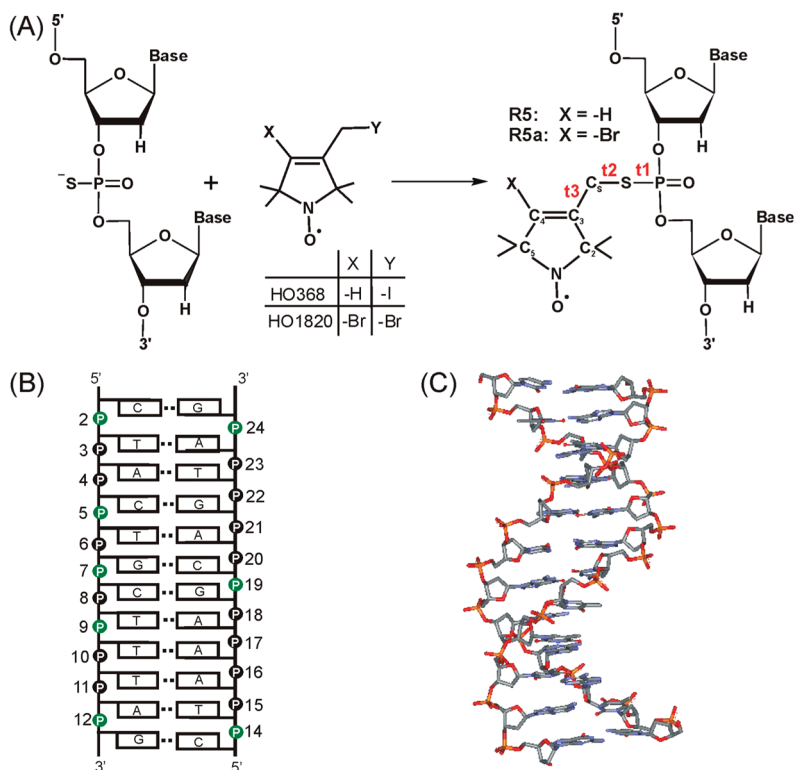 (A)
5'
O
O
Base
H
O
⁻S-P=O
O
O
Base
H
O
3'
+
X
Y
N
O•
X Y
HO368 -H -I
HO1820 -Br -Br
R5: X = -H
R5a: X = -Br
5'
O
O
Base
H
O
t3 Cs t2 S t1 P=O
X
C4 C3
C5 C2
N
O•
O
O
Base
H
O
3'
(B)
5' 3'
C G
2 P
P 24
T A
3 P
P 23
A T
4 P
P 22
C G
5 P
P 21
T A
6 P
P 20
G C
7 P
P 19
C G
8 P
P 18
T A
9 P
P 17
T A
10 P
P 16
T A
11 P
P 15
A T
12 P
P 14
G C
3' 5'
(C)